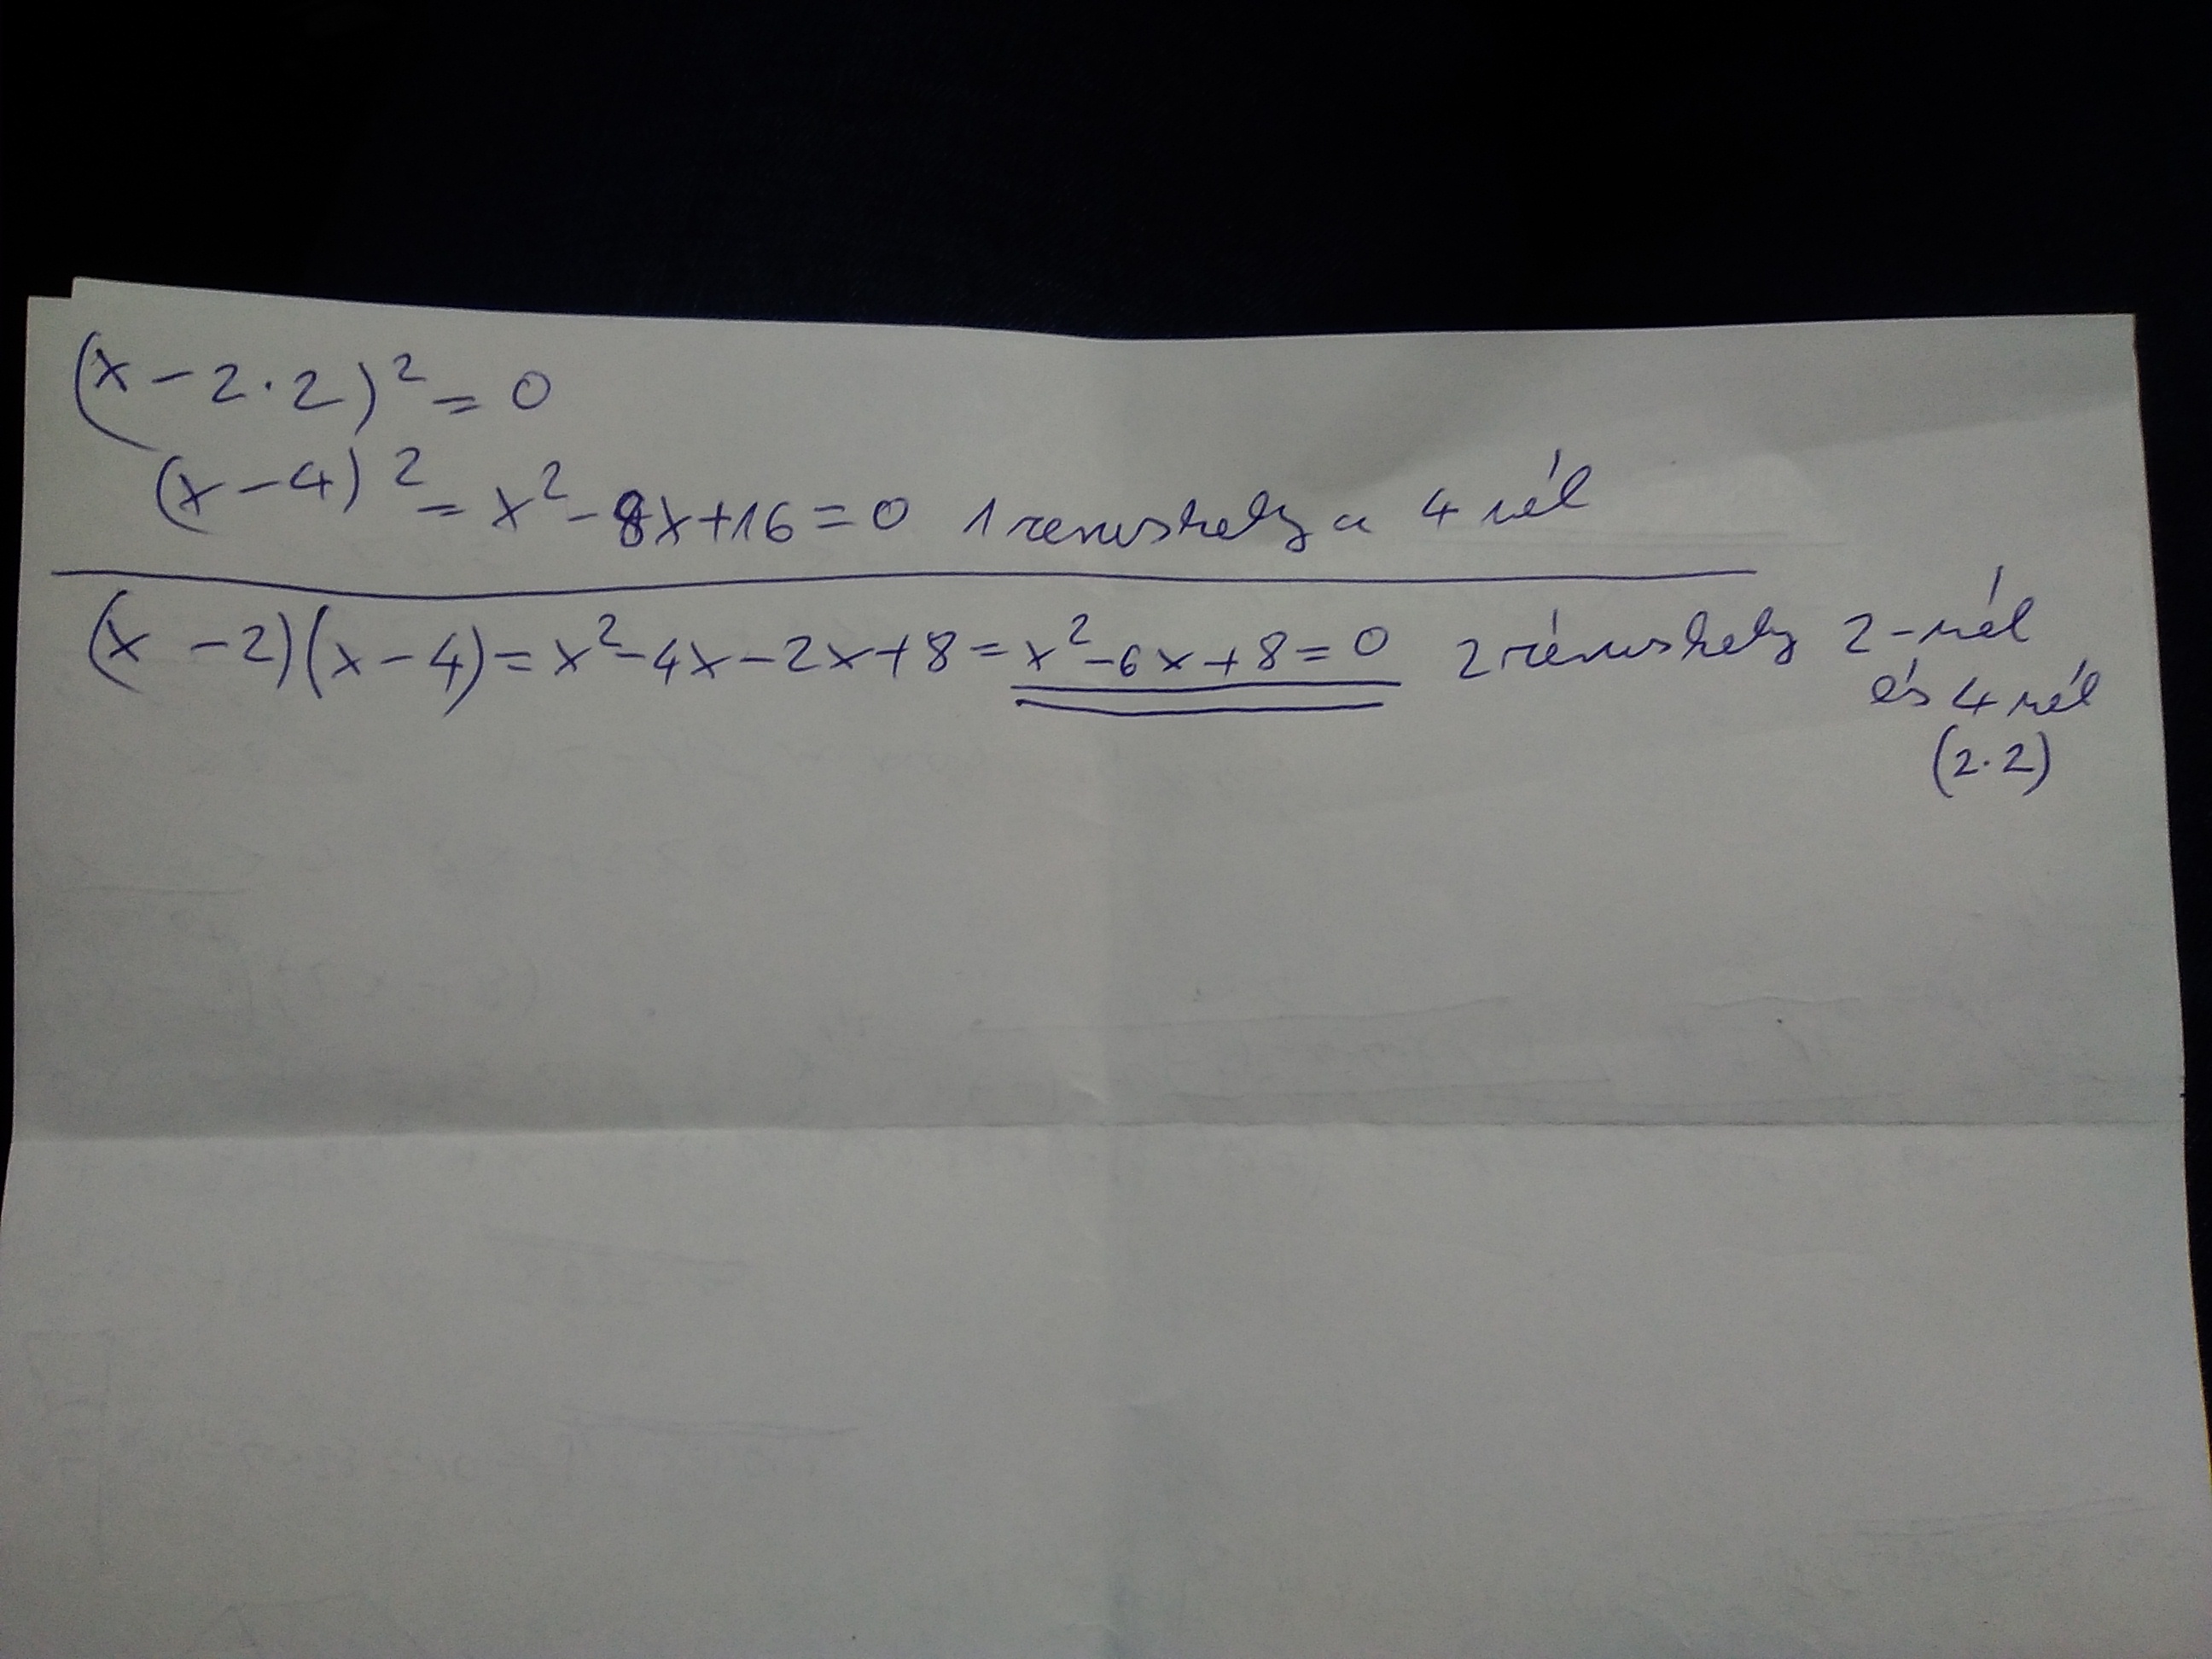 (x-2·2)²=0
(x-4)²=x²-8x+16=0 1 zérushely a 4 nél
(x-2)(x-4)=x²-4x-2x+8=x²-6x+8=0 2 zérushely 2-nél
és 4 nél
(2·2)